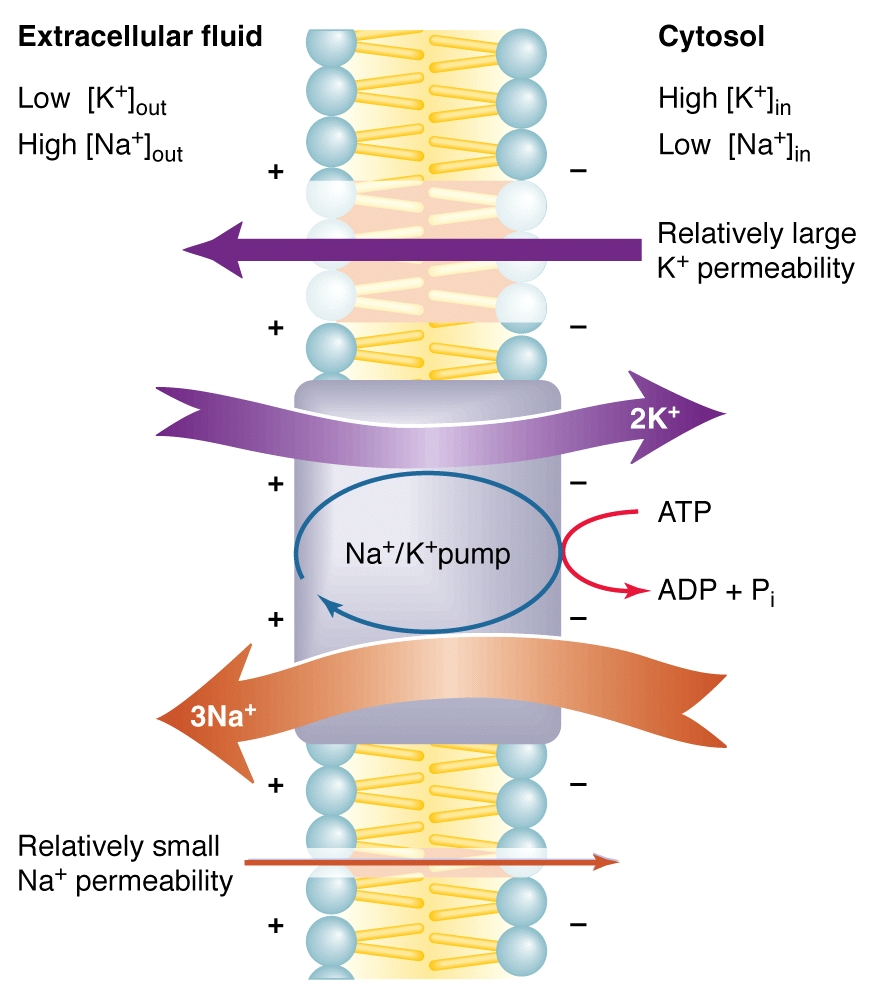 Extracellular fluid
Low [K⁺]out
High [Na⁺]out
Cytosol
High [K⁺]in
Low [Na⁺]in
+ −
Relatively large
K⁺ permeability
+ −
2K⁺
+ −
ATP
Na⁺/K⁺pump
ADP + Pi
+ −
3Na⁺
+ −
Relatively small
Na⁺ permeability
+ −